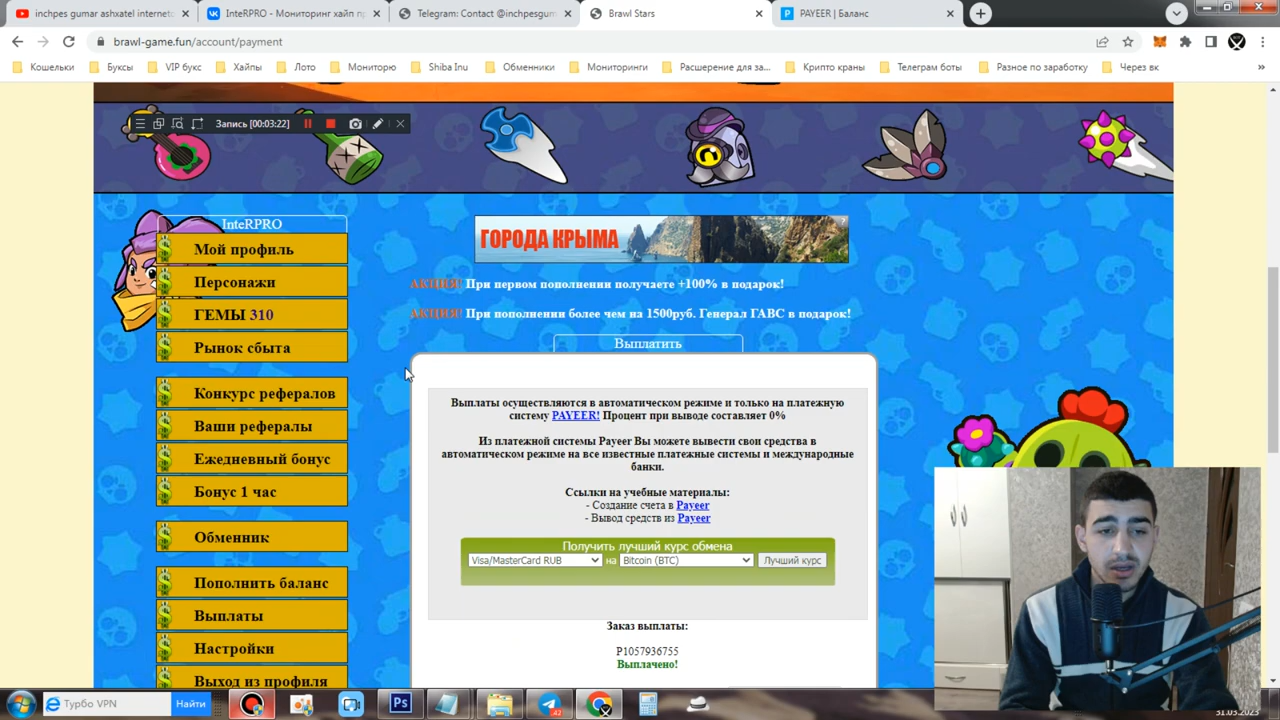 inchpes gumar ashxatel internetc
InteRPRO - Мониторинг хайп п
Telegram: Contact @inchpesgum
Brawl Stars
PAYEER | Баланс
brawl-game.fun/account/payment
Кошельки
Буксы
VIP букс
Хайпы
Лото
Мониторю
Shiba Inu
Обменники
Мониторинги
Расшерение для за...
Крипто краны
Телеграм боты
Разное по заработку
Через вк
»
Запись [00:03:22]
InteRPRO
Мой профиль
Персонажи
ГЕМЫ 310
Рынок сбыта
Конкурс рефералов
Ваши рефералы
Ежедневный бонус
Бонус 1 час
Обменник
Пополнить баланс
Выплаты
Настройки
Выход из профиля
ГОРОДА КРЫМА
АКЦИЯ! При первом пополнении получаете +100% в подарок!
АКЦИЯ! При пополнении более чем на 1500руб. Генерал ГАВС в подарок!
Выплатить
Выплаты осуществляются в автоматическом режиме и только на платежную
систему PAYEER! Процент при выводе составляет 0%
Из платежной системы Payeer Вы можете вывести свои средства в
автоматическом режиме на все известные платежные системы и международные
банки.
Ссылки на учебные материалы:
- Создание счета в Payeer
- Вывод средств из Payeer
Получить лучший курс обмена
Visa/MasterCard RUB на Bitcoin (BTC) Лучший курс
Заказ выплаты:
P1057936755
Выплачено!
Турбо VPN
Найти
Ps
42
31.03.2023